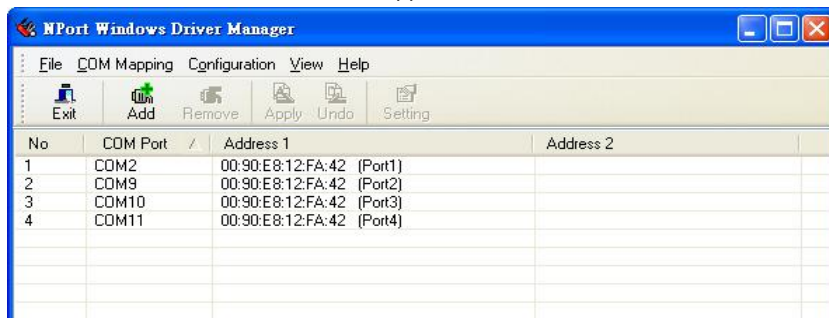 NPort Windows Driver Manager
File COM Mapping Configuration View Help
Exit Add Remove Apply Undo Setting
No COM Port Address 1 Address 2
1 COM2 00:90:E8:12:FA:42 (Port1)
2 COM9 00:90:E8:12:FA:42 (Port2)
3 COM10 00:90:E8:12:FA:42 (Port3)
4 COM11 00:90:E8:12:FA:42 (Port4)